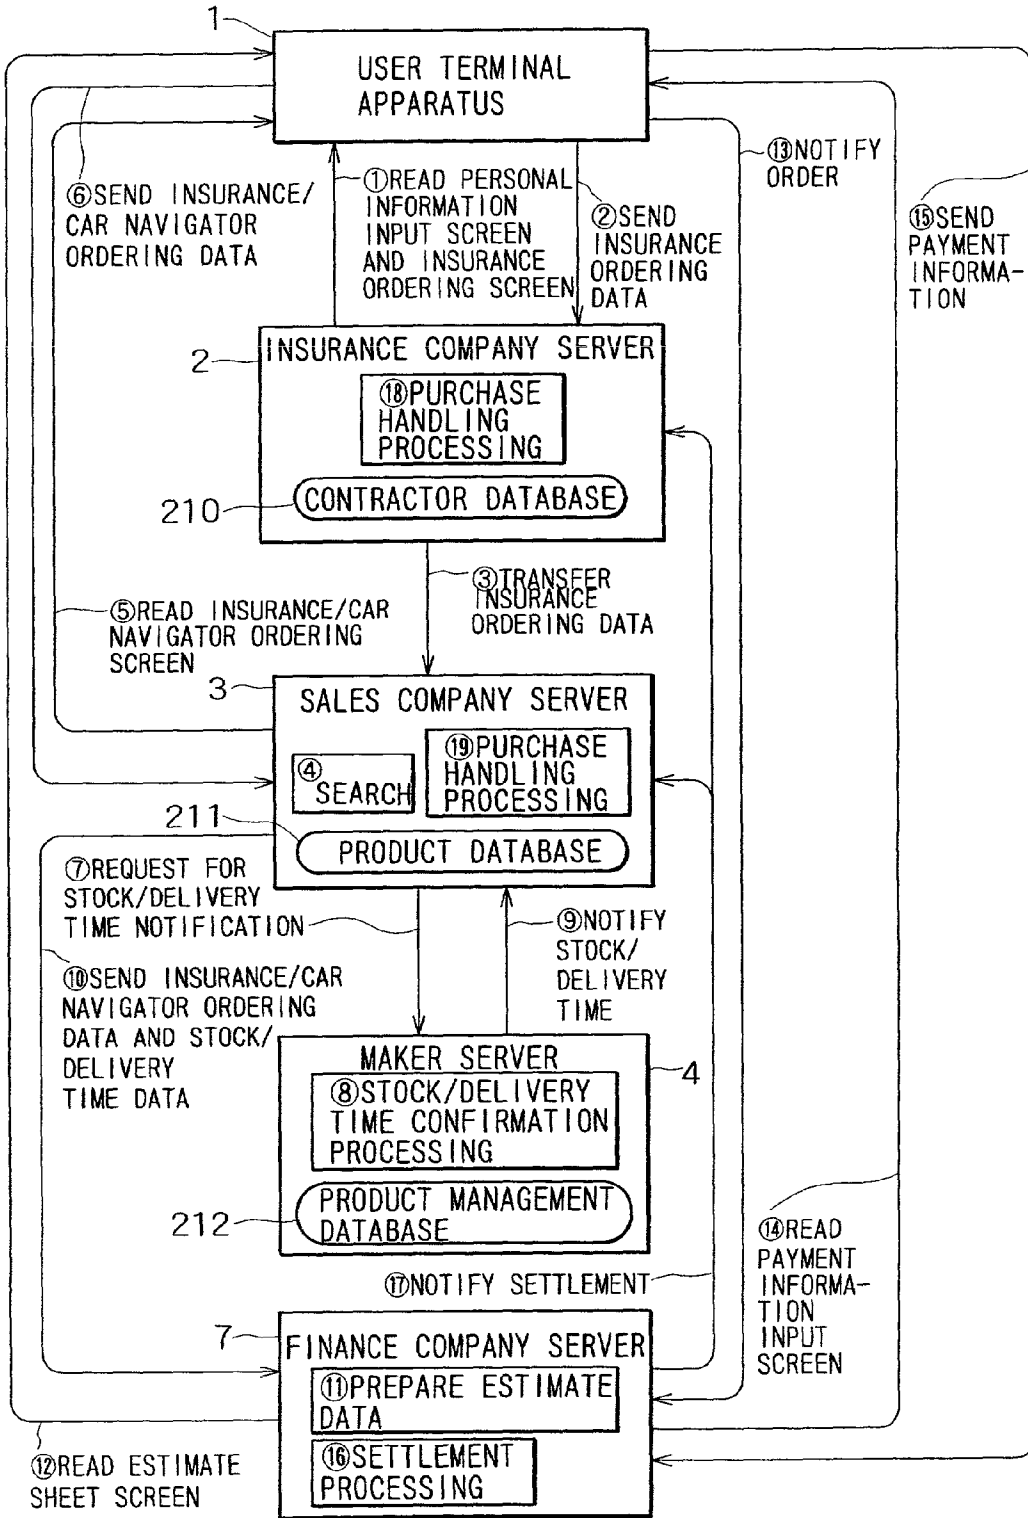 1
USER TERMINAL
APPARATUS
⑥SEND INSURANCE/
CAR NAVIGATOR
ORDERING DATA
①READ PERSONAL
INFORMATION
INPUT SCREEN
AND INSURANCE
ORDERING SCREEN
②SEND
INSURANCE
ORDERING
DATA
⑬NOTIFY
ORDER
⑮SEND
PAYMENT
INFORMA-
TION
2
INSURANCE COMPANY SERVER
⑱PURCHASE
HANDLING
PROCESSING
210
CONTRACTOR DATABASE
③TRANSFER
INSURANCE
ORDERING DATA
⑤READ INSURANCE/CAR
NAVIGATOR ORDERING
SCREEN
3
SALES COMPANY SERVER
④
SEARCH
⑲PURCHASE
HANDLING
PROCESSING
211
PRODUCT DATABASE
⑦REQUEST FOR
STOCK/DELIVERY
TIME NOTIFICATION
⑨NOTIFY
STOCK/
DELIVERY
TIME
⑩SEND INSURANCE/CAR
NAVIGATOR ORDERING
DATA AND STOCK/
DELIVERY
TIME DATA
MAKER SERVER
4
⑧STOCK/DELIVERY
TIME CONFIRMATION
PROCESSING
212
PRODUCT MANAGEMENT
DATABASE
⑭READ
PAYMENT
INFORMA-
TION
INPUT
SCREEN
⑰NOTIFY SETTLEMENT
7
FINANCE COMPANY SERVER
⑪PREPARE ESTIMATE
DATA
⑯SETTLEMENT
PROCESSING
⑫READ ESTIMATE
SHEET SCREEN